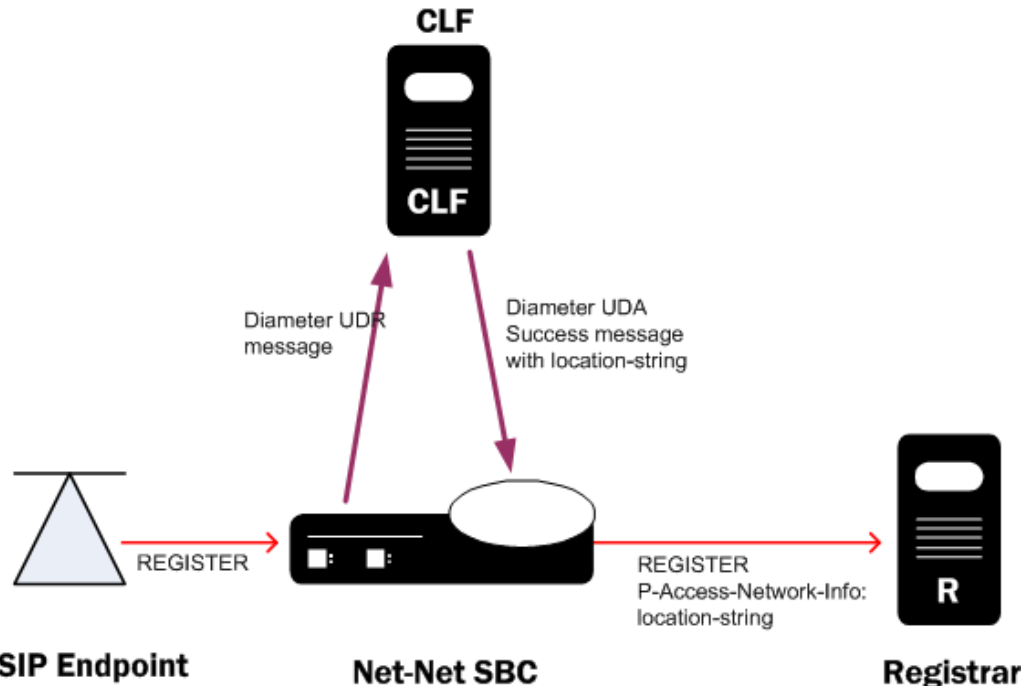 CLF
CLF
Diameter UDR
message
Diameter UDA
Success message
with location-string
REGISTER
REGISTER
P-Access-Network-Info:
location-string
R
SIP Endpoint
Net-Net SBC
Registrar